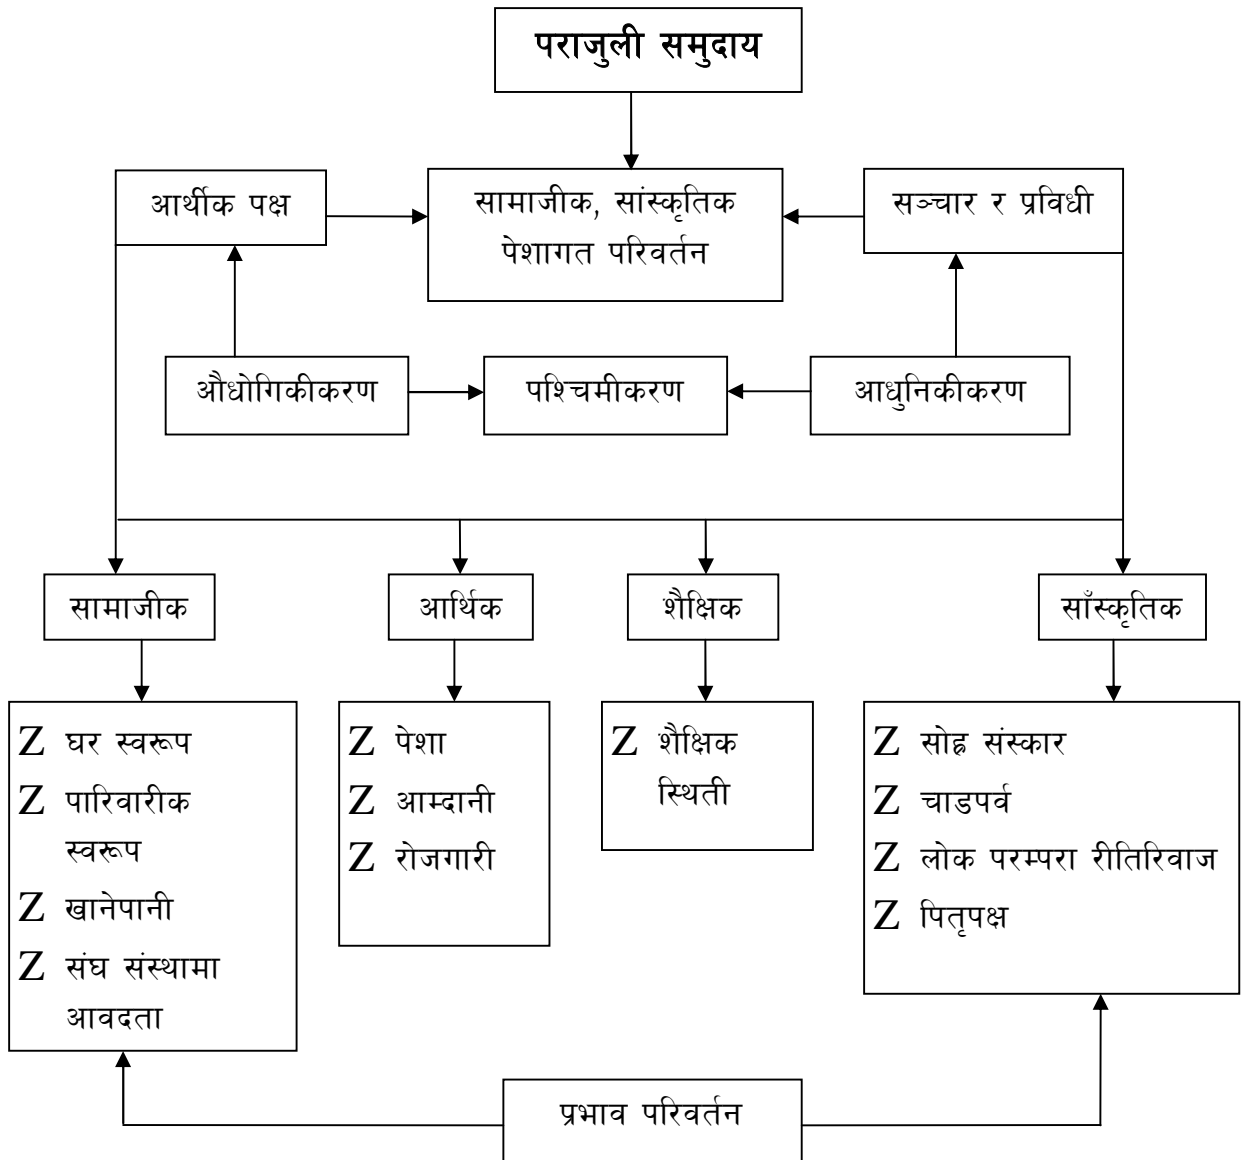 पराजुली समुदाय
आर्थीक पक्ष
सामाजीक, सांस्कृतिक
पेशागत परिवर्तन
सञ्चार र प्रविधी
औधोगिकीकरण
पश्चिमीकरण
आधुनिकीकरण
सामाजीक
आर्थिक
शैक्षिक
साँस्कृतिक
Z घर स्वरूप
Z पारिवारीक
स्वरूप
Z खानेपानी
Z संघ संस्थामा
आवदता
Z पेशा
Z आम्दानी
Z रोजगारी
Z शैक्षिक
स्थिती
Z सोह्र संस्कार
Z चाडपर्व
Z लोक परम्परा रीतिरिवाज
Z पितृपक्ष
प्रभाव परिवर्तन